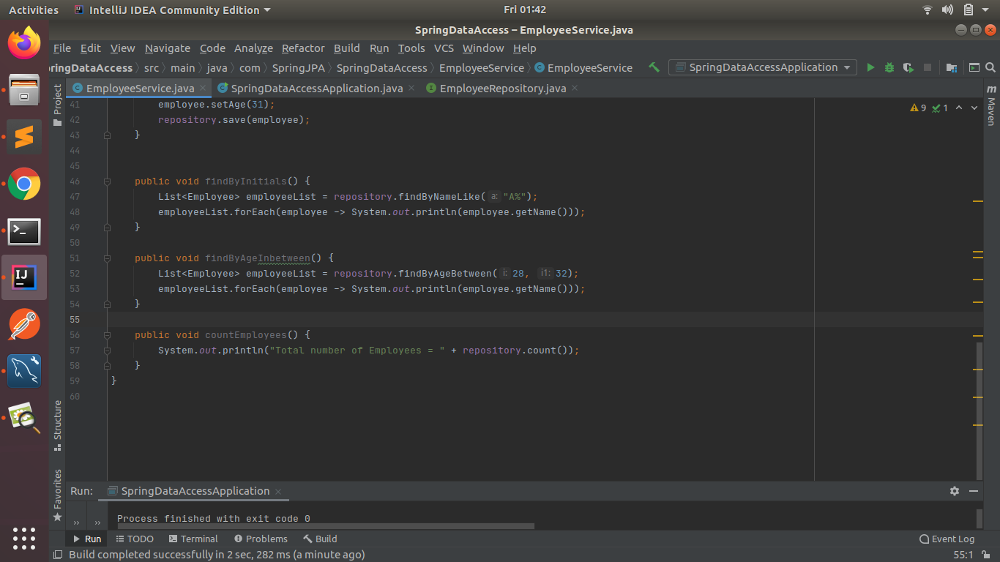 Activities IntelliJ IDEA Community Edition Fri 01:42
SpringDataAccess – EmployeeService.java
File Edit View Navigate Code Analyze Refactor Build Run Tools VCS Window Help
pringDataAccess 〉 src 〉 main 〉 java 〉 com 〉 SpringJPA 〉 SpringDataAccess 〉 EmployeeService 〉 EmployeeService SpringDataAccessApplication
EmployeeService.java × SpringDataAccessApplication.java × EmployeeRepository.java ×
Project
Maven
9 1
41 employee.setAge(31);
42 repository.save(employee);
43 }
44
45
46 public void findByInitials() {
47 List<Employee> employeeList = repository.findByNameLike( a: "A%");
48 employeeList.forEach(employee -> System.out.println(employee.getName()));
49 }
50
51 public void findByAgeInbetween() {
52 List<Employee> employeeList = repository.findByAgeBetween( i: 28, i1: 32);
53 employeeList.forEach(employee -> System.out.println(employee.getName()));
54 }
55
56 public void countEmployees() {
57 System.out.println("Total number of Employees = " + repository.count());
58 }
59 }
60
Structure
Favorites
Run: SpringDataAccessApplication ×
Process finished with exit code 0
Run TODO Terminal Problems Build Event Log
Build completed successfully in 2 sec, 282 ms (a minute ago) 55:1